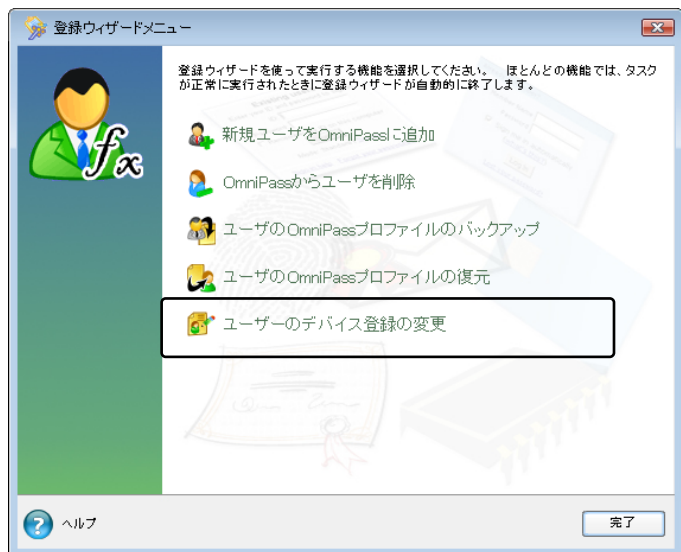 登録ウィザードメニュー
登録ウィザードを使って実行する機能を選択してください。 ほとんどの機能では、タスク
が正常に実行されたときに登録ウィザードが自動的に終了します。
新規ユーザをOmniPassに追加
OmniPassからユーザを削除
ユーザのOmniPassプロファイルのバックアップ
ユーザのOmniPassプロファイルの復元
ユーザーのデバイス登録の変更
fx
? ヘルプ
完了